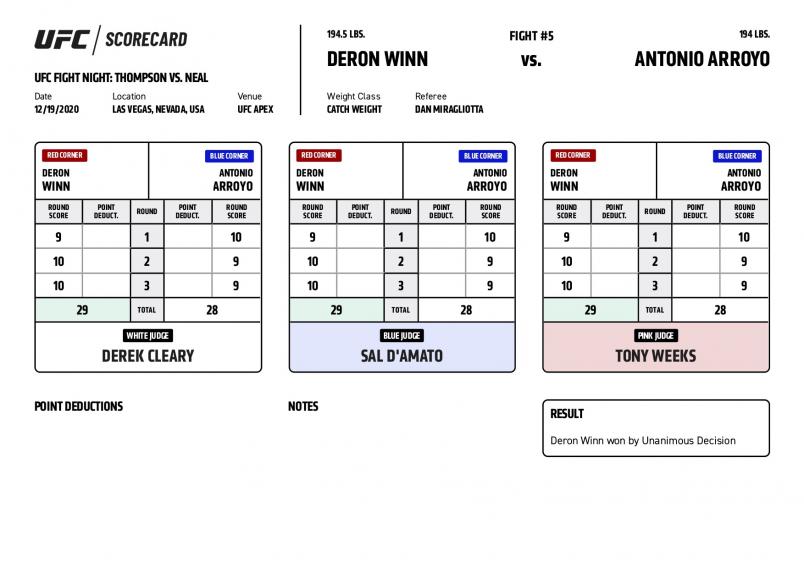 UFC / SCORECARD
UFC FIGHT NIGHT: THOMPSON VS. NEAL
Date Location Venue
12/19/2020 LAS VEGAS, NEVADA, USA UFC APEX
194.5 LBS. FIGHT #5 194 LBS.
DERON WINN vs. ANTONIO ARROYO
Weight Class Referee
CATCH WEIGHT DAN MIRAGLIOTTA
RED CORNER BLUE CORNER
DERON ANTONIO
WINN ARROYO
ROUND SCORE POINT DEDUCT. ROUND POINT DEDUCT. ROUND SCORE
9 1 10
10 2 9
10 3 9
29 TOTAL 28
WHITE JUDGE
DEREK CLEARY
RED CORNER BLUE CORNER
DERON ANTONIO
WINN ARROYO
ROUND SCORE POINT DEDUCT. ROUND POINT DEDUCT. ROUND SCORE
9 1 10
10 2 9
10 3 9
29 TOTAL 28
BLUE JUDGE
SAL D'AMATO
RED CORNER BLUE CORNER
DERON ANTONIO
WINN ARROYO
ROUND SCORE POINT DEDUCT. ROUND POINT DEDUCT. ROUND SCORE
9 1 10
10 2 9
10 3 9
29 TOTAL 28
PINK JUDGE
TONY WEEKS
POINT DEDUCTIONS
NOTES
RESULT
Deron Winn won by Unanimous Decision